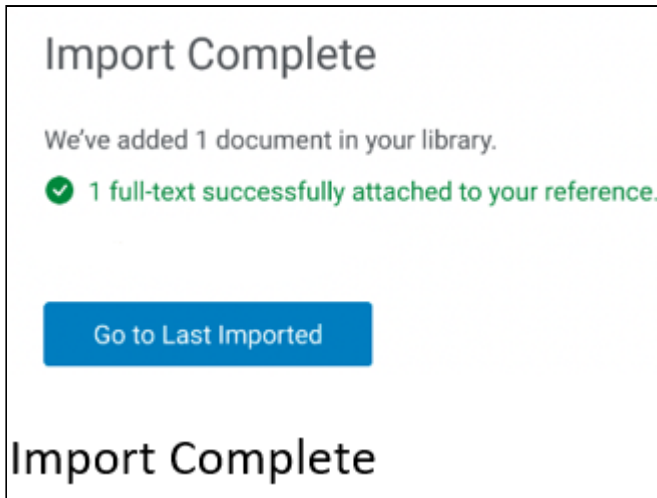 Import Complete
We've added 1 document in your library.
1 full-text successfully attached to your reference.
Go to Last Imported
Import Complete